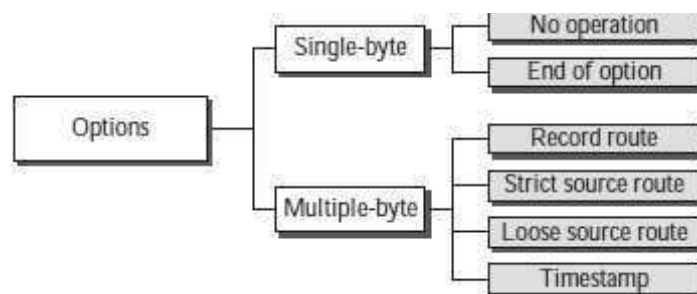 No operation
Single-byte
End of option
Options
Record route
Strict source route
Multiple-byte
Loose source route
Timestamp